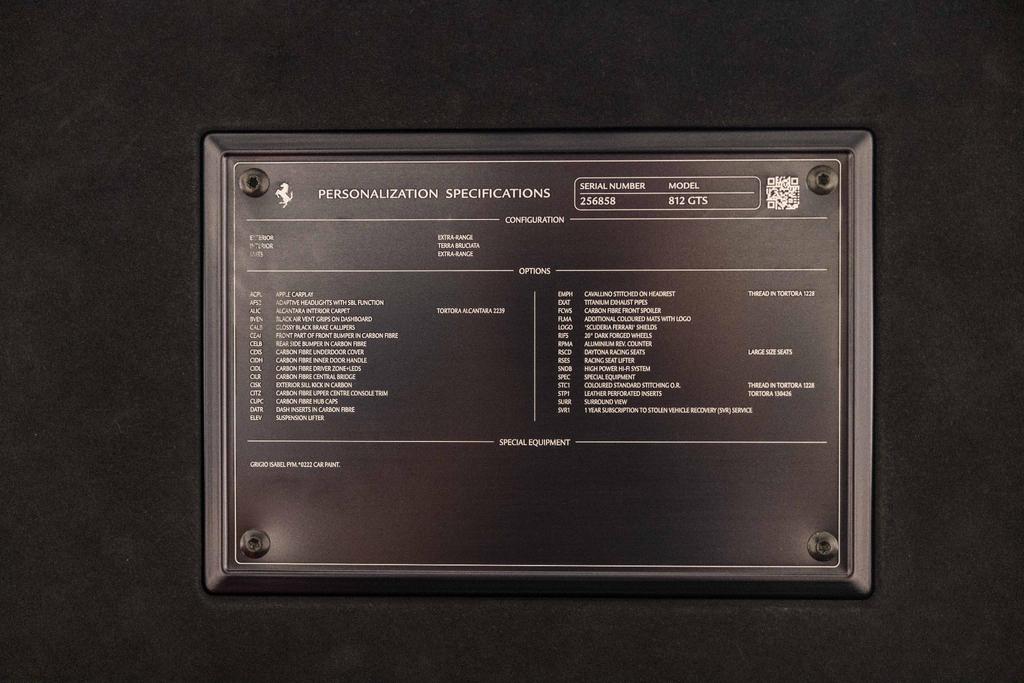 PERSONALIZATION SPECIFICATIONS
SERIAL NUMBER MODEL
256858 812 GTS
CONFIGURATION
EXTERIOR EXTRA-RANGE
INTERIOR TERRA BRUCIATA
EXTRA-RANGE
OPTIONS
ACPL APPLE CARPLAY
AFS2 ADAPTIVE HEADLIGHTS WITH SBL FUNCTION
ALIC ALCANTARA INTERIOR CARPET TORTORA ALCANTARA 2239
BVEN BLACK AIR VENT GRIPS ON DASHBOARD
CALB GLOSSY BLACK BRAKE CALLIPERS
FRONT PART OF FRONT BUMPER IN CARBON FIBRE
CELB REAR SIDE BUMPER IN CARBON FIBRE
CEXS CARBON FIBRE UNDERDOOR COVER
CIDH CARBON FIBRE INNER DOOR HANDLE
CIDL CARBON FIBRE DRIVER ZONE+LEDS
CILR CARBON FIBRE CENTRAL BRIDGE
CISK EXTERIOR SILL KICK IN CARBON
CITZ CARBON FIBRE UPPER CENTRE CONSOLE TRIM
CUPC CARBON FIBRE HUB CAPS
DATR DASH INSERTS IN CARBON FIBRE
ELEV SUSPENSION LIFTER
EMPH CAVALLINO STITCHED ON HEADREST THREAD IN TORTORA 1228
EXAT TITANIUM EXHAUST PIPES
FCWS CARBON FIBRE FRONT SPOILER
FLMA ADDITIONAL COLOURED MATS WITH LOGO
LOGO "SCUDERIA FERRARI" SHIELDS
RIFS 20" DARK FORGED WHEELS
RPMA ALUMINIUM REV. COUNTER
RSCD DAYTONA RACING SEATS LARGE SIZE SEATS
RSES RACING SEAT LIFTER
SNDB HIGH POWER HI-FI SYSTEM
SPEC SPECIAL EQUIPMENT
STC1 COLOURED STANDARD STITCHING O.R. THREAD IN TORTORA 1228
STP1 LEATHER PERFORATED INSERTS TORTORA 130426
SURR SURROUND VIEW
SVR1 1 YEAR SUBSCRIPTION TO STOLEN VEHICLE RECOVERY (SVR) SERVICE
SPECIAL EQUIPMENT
GRIGIO ISABEL FYM.*0222 CAR PAINT.